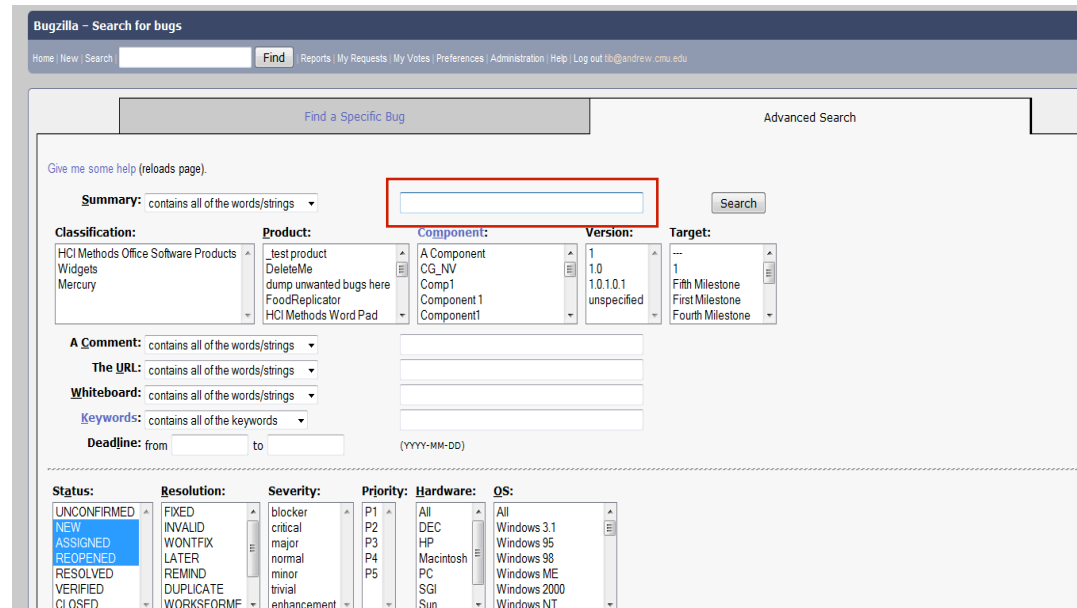 Bugzilla – Search for bugs
Home | New | Search | Find | Reports | My Requests | My Votes | Preferences | Administration | Help | Log out tib@andrew.cmu.edu
Find a Specific Bug Advanced Search
Give me some help (reloads page).
Summary: contains all of the words/strings Search
Classification: Product: Component: Version: Target:
HCI Methods Office Software Products _test product A Component 1 ---
Widgets DeleteMe CG_NV 1.0 1
Mercury dump unwanted bugs here Comp1 1.0.1.0.1 Fifth Milestone
FoodReplicator Component 1 unspecified First Milestone
HCI Methods Word Pad Component1 Fourth Milestone
A Comment: contains all of the words/strings
The URL: contains all of the words/strings
Whiteboard: contains all of the words/strings
Keywords: contains all of the keywords
Deadline: from to (YYYY-MM-DD)
Status: Resolution: Severity: Priority: Hardware: OS:
UNCONFIRMED FIXED blocker P1 All All
NEW INVALID critical P2 DEC Windows 3.1
ASSIGNED WONTFIX major P3 HP Windows 95
REOPENED LATER normal P4 Macintosh Windows 98
RESOLVED REMIND minor P5 PC Windows ME
VERIFIED DUPLICATE trivial SGI Windows 2000
CLOSED WORKSFORME enhancement Sun Windows NT